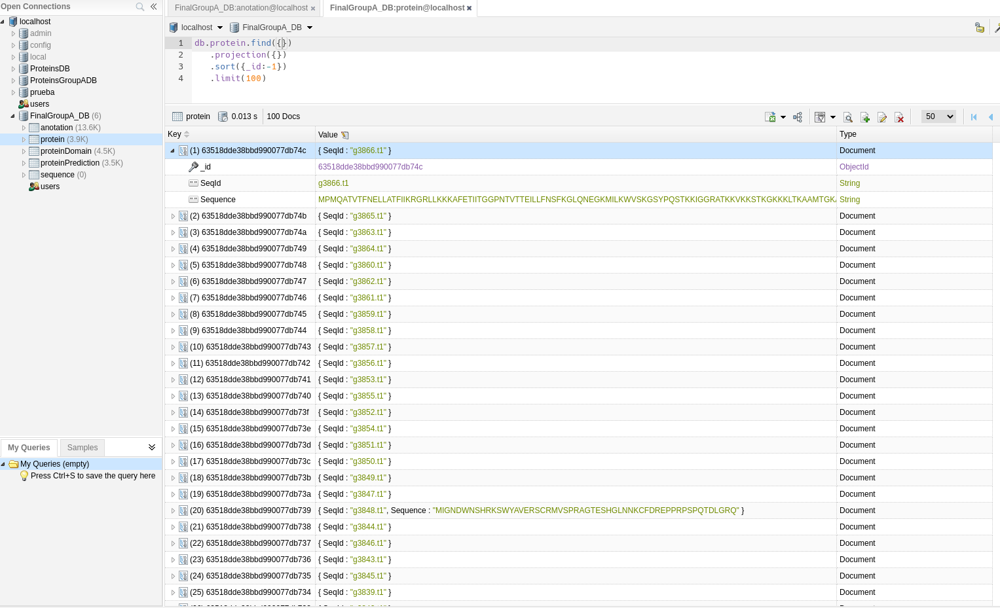 Open Connections
localhost
admin
config
local
ProteinsDB
ProteinsGroupADB
prueba
users
FinalGroupA_DB (6)
anotation (13.6K)
protein (3.9K)
proteinDomain (4.5K)
proteinPrediction (3.5K)
sequence (0)
users
My Queries Samples
My Queries (empty)
Press Ctrl+S to save the query here
FinalGroupA_DB:anotation@localhost FinalGroupA_DB:protein@localhost
localhost FinalGroupA_DB
1 db.protein.find({})
2 .projection({})
3 .sort({_id:-1})
4 .limit(100)
protein 0.013 s 100 Docs 50
Key Value Type
(1) 63518dde38bbd990077db74c { SeqId : "g3866.t1" } Document
_id 63518dde38bbd990077db74c ObjectId
SeqId g3866.t1 String
Sequence MPMQATVTFNELLATFIIKRGRLLKKKAFETIITGGPNTVTTEILLFNSFKGLQNEGKMILKWVSKGSYPQSTKKIGGRATKKVKKSTKGKKKLTKAAMTGKA String
(2) 63518dde38bbd990077db74b { SeqId : "g3865.t1" } Document
(3) 63518dde38bbd990077db74a { SeqId : "g3863.t1" } Document
(4) 63518dde38bbd990077db749 { SeqId : "g3864.t1" } Document
(5) 63518dde38bbd990077db748 { SeqId : "g3860.t1" } Document
(6) 63518dde38bbd990077db747 { SeqId : "g3862.t1" } Document
(7) 63518dde38bbd990077db746 { SeqId : "g3861.t1" } Document
(8) 63518dde38bbd990077db745 { SeqId : "g3859.t1" } Document
(9) 63518dde38bbd990077db744 { SeqId : "g3858.t1" } Document
(10) 63518dde38bbd990077db743 { SeqId : "g3857.t1" } Document
(11) 63518dde38bbd990077db742 { SeqId : "g3856.t1" } Document
(12) 63518dde38bbd990077db741 { SeqId : "g3853.t1" } Document
(13) 63518dde38bbd990077db740 { SeqId : "g3855.t1" } Document
(14) 63518dde38bbd990077db73f { SeqId : "g3852.t1" } Document
(15) 63518dde38bbd990077db73e { SeqId : "g3854.t1" } Document
(16) 63518dde38bbd990077db73d { SeqId : "g3851.t1" } Document
(17) 63518dde38bbd990077db73c { SeqId : "g3850.t1" } Document
(18) 63518dde38bbd990077db73b { SeqId : "g3849.t1" } Document
(19) 63518dde38bbd990077db73a { SeqId : "g3847.t1" } Document
(20) 63518dde38bbd990077db739 { SeqId : "g3848.t1", Sequence : "MIGNDWNSHRKSWYAVERSCRMVSPRAGTESHGLNNKCFDREPPRPSPQTDLGRQ" } Document
(21) 63518dde38bbd990077db738 { SeqId : "g3844.t1" } Document
(22) 63518dde38bbd990077db737 { SeqId : "g3846.t1" } Document
(23) 63518dde38bbd990077db736 { SeqId : "g3843.t1" } Document
(24) 63518dde38bbd990077db735 { SeqId : "g3845.t1" } Document
(25) 63518dde38bbd990077db734 { SeqId : "g3839.t1" } Document